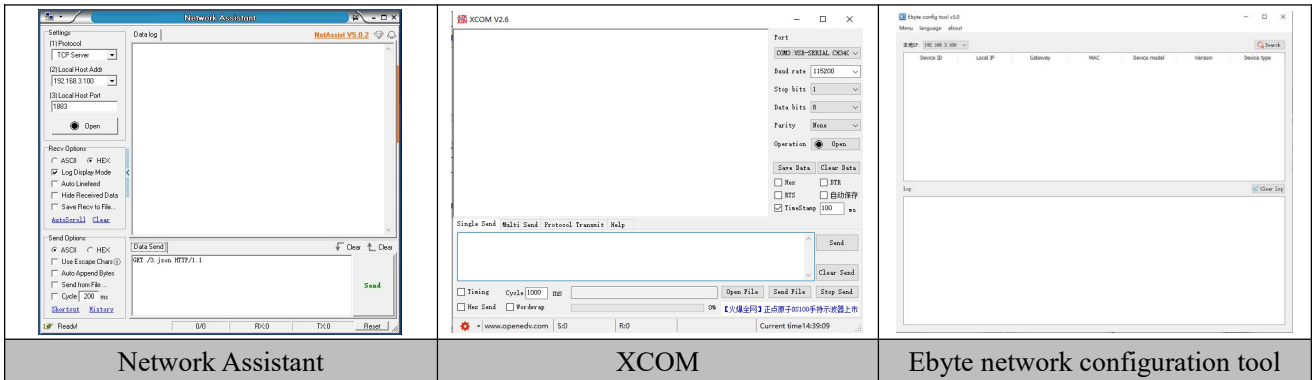 Network Assistant
Settings
Data log
NetAssist V5.0.2
(1) Protocol
TCP Server
(2) Local Host Addr
192.168.3.100
(3) Local Host Port
1883
Open
Recv Options
ASCII HEX
Log Display Mode
Auto Linefeed
Hide Received Data
Save Recv to File...
AutoScroll Clear
Send Options
ASCII HEX
Use Escape Chars
Auto Append Bytes
Send from File ...
Cycle 200 ms
Shortcut History
Data Send
Clear Clear
GET /3.json HTTP/1.1
Send
Ready!
0/0
RX:0
TX:0
Reset
Network Assistant
XCOM V2.6
Port
COM3:USB-SERIAL CH34C
Baud rate 115200
Stop bits 1
Data bits 8
Parity None
Operation Open
Save Data Clear Data
Hex DTR
RTS 自动保存
TimeStamp 100 ms
Single Send Multi Send Protocol Transmit Help
Send
Clear Send
Timing Cycle 1000 ms
Open File Send File Stop Send
Hex Send Wordwrap
0% 【火爆全网】正点原子DS100手持示波器上市
www.openedv.com S:0 R:0 Current time14:39:09
XCOM
Ebyte config tool v3.0
Menu language about
本地IP: 192.168.3.100
Search
Device ID Local IP Gateway MAC Device model Version Device type
log
Clear log
Ebyte network configuration tool